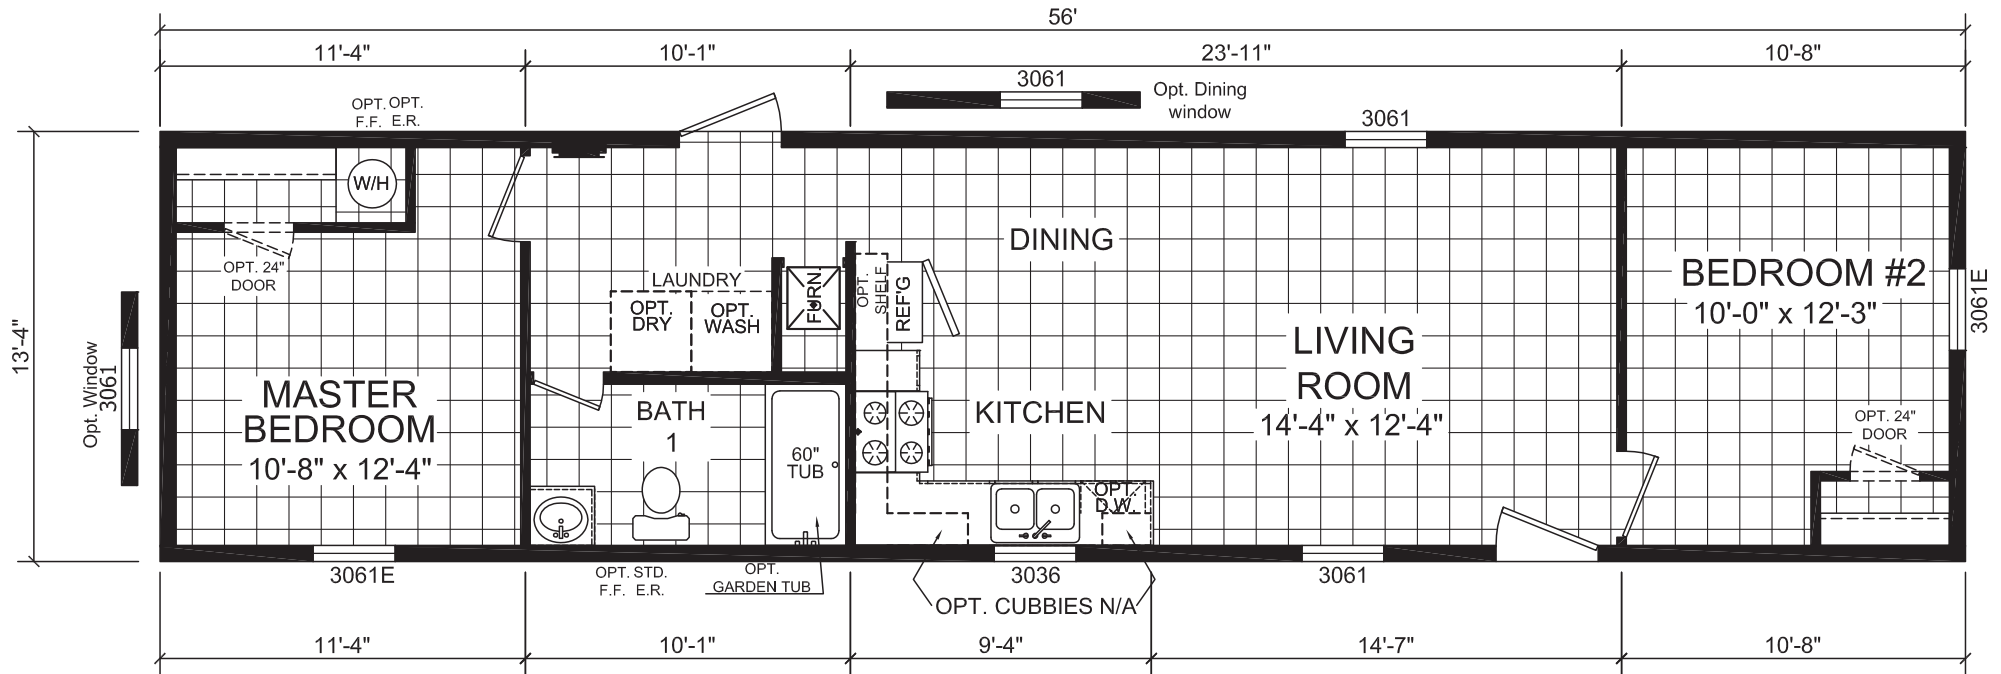 56'
11'-4"
10'-1"
23'-11"
10'-8"
3061
Opt. Dining
window
OPT. OPT.
F.F. E.R.
3061
W/H
OPT. 24"
DOOR
13'-4"
Opt. Window
3061
MASTER
BEDROOM
10'-8" x 12'-4"
LAUNDRY
OPT.
DRY
OPT.
WASH
FURN.
OPT.
SHELF
REF'G
BATH
1
60"
TUB
DINING
KITCHEN
OPT.
D.W.
LIVING
ROOM
14'-4" x 12'-4"
BEDROOM #2
10'-0" x 12'-3"
3061E
OPT. 24"
DOOR
3061E
OPT. STD.
F.F. E.R.
OPT.
GARDEN TUB
3036
3061
OPT. CUBBIES N/A
11'-4"
10'-1"
9'-4"
14'-7"
10'-8"